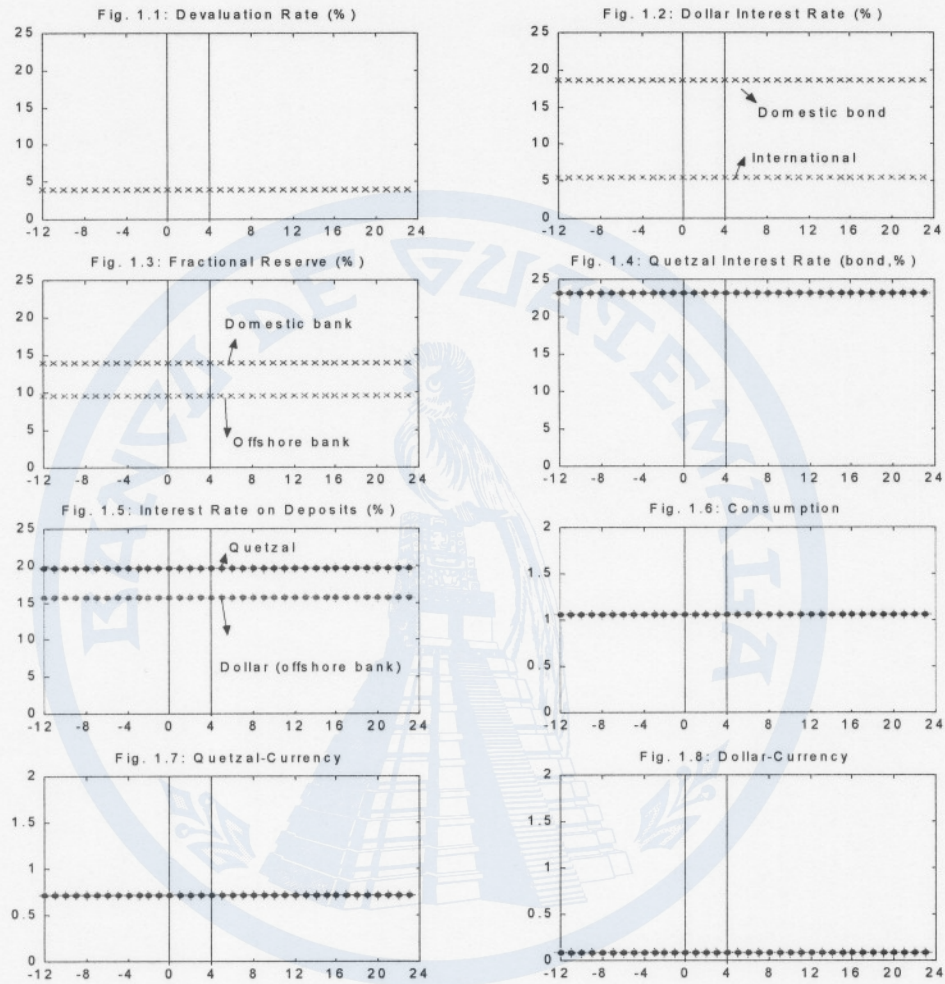 Fig. 1.1: Devaluation Rate (%)
25
20
15
10
5
0
-12 -8 -4 0 4 8 12 16 20 24
Fig. 1.2: Dollar Interest Rate (%)
25
20
15
10
5
0
Domestic bond
International
-12 -8 -4 0 4 8 12 16 20 24
Fig. 1.3: Fractional Reserve (%)
25
20
15
10
5
0
Domestic bank
Offshore bank
-12 -8 -4 0 4 8 12 16 20 24
Fig. 1.4: Quetzal Interest Rate (bond,%)
25
20
15
10
5
0
-12 -8 -4 0 4 8 12 16 20 24
Fig. 1.5: Interest Rate on Deposits (%)
25
20
15
10
5
0
Quetzal
Dollar (offshore bank)
-12 -8 -4 0 4 8 12 16 20 24
Fig. 1.6: Consumption
2
1.5
1
0.5
0
-12 -8 -4 0 4 8 12 16 20 24
Fig. 1.7: Quetzal-Currency
2
1.5
1
0.5
0
-12 -8 -4 0 4 8 12 16 20 24
Fig. 1.8: Dollar-Currency
2
1.5
1
0.5
0
-12 -8 -4 0 4 8 12 16 20 24
BANCO DE GUATEMALA